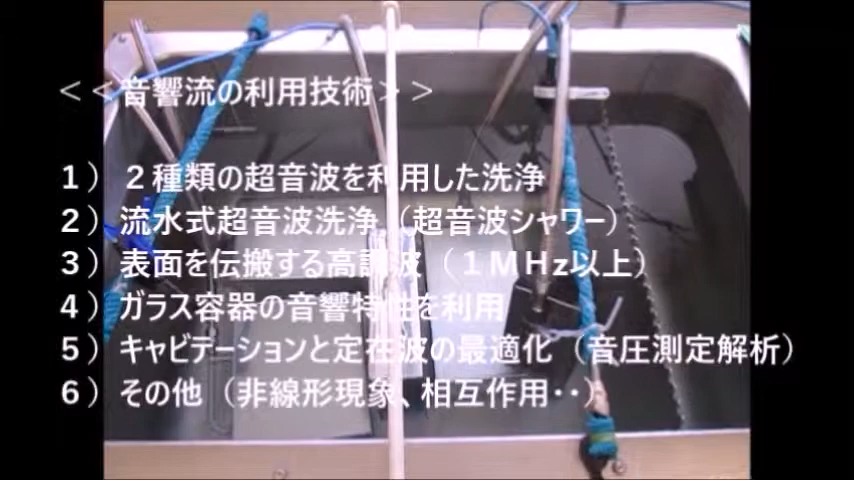 ＜＜音響流の利用技術＞＞
１）２種類の超音波を利用した洗浄
２）流水式超音波洗浄（超音波シャワー）
３）表面を伝搬する高調波（１ＭＨz以上）
４）ガラス容器の音響特性を利用
５）キャビテーションと定在波の最適化（音圧測定解析）
６）その他（非線形現象、相互作用・・）